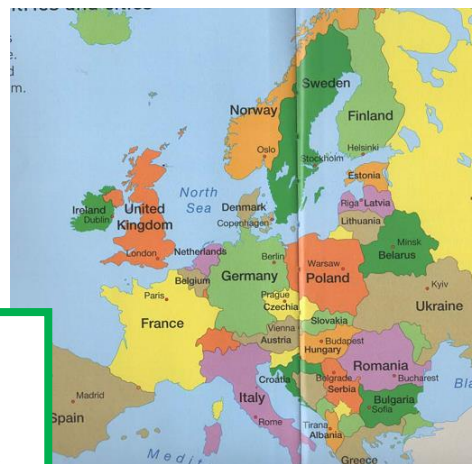 Sweden
Norway
Finland
Oslo
Helsinki
Stockholm
Estonia
North
Sea
Riga Latvia
Ireland
Dublin
United
Kingdom
Denmark
Copenhagen
Lithuania
Minsk
Belarus
London
Netherlands
Berlin
Warsaw
Belgium
Germany
Poland
Kyiv
Paris
Prague
Czechia
Ukraine
France
Slovakia
Vienna
Austria
Budapest
Hungary
Romania
Croatia
Belgrade
Bucharest
Serbia
Madrid
Italy
Bulgaria
Sofia
Spain
Rome
Tirana
Albania
Greece